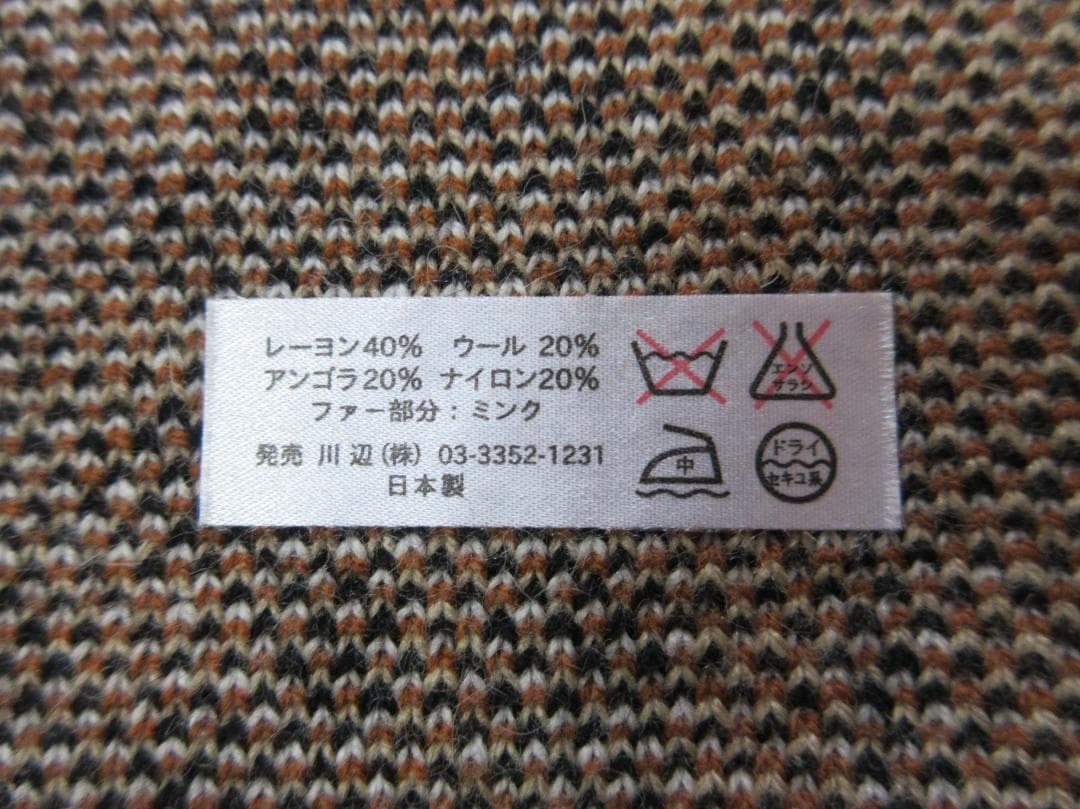 レーヨン40% ウール 20%
アンゴラ20% ナイロン20%
ファー部分：ミンク
発売 川辺(株) 03-3352-1231
日本製
エンソ
サラシ
中
ドライ
セキユ系